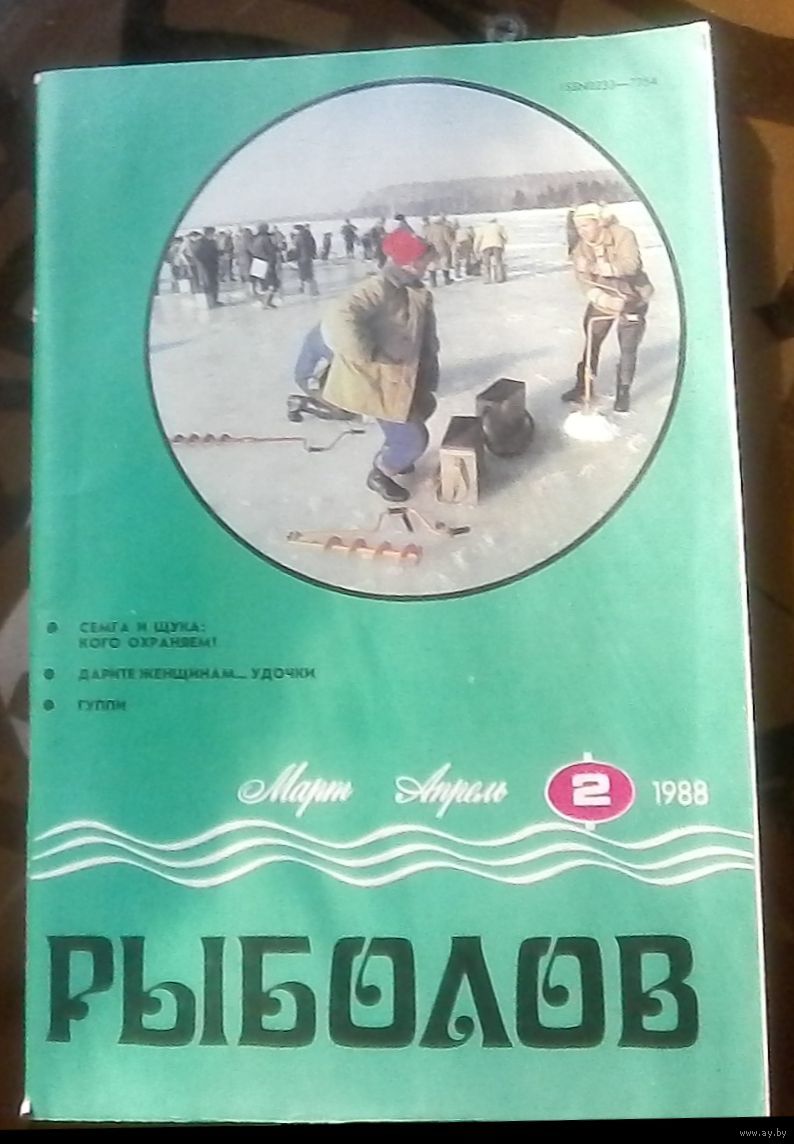 СЕМГА И ЩУКА:
КОГО ОХРАНЯЕМ?
ДАРИТЕ ЖЕНЩИНАМ... УДОЧКИ
ГУППИ
Март Апрель 2 1988
РЫБОЛОВ
www.ay.by